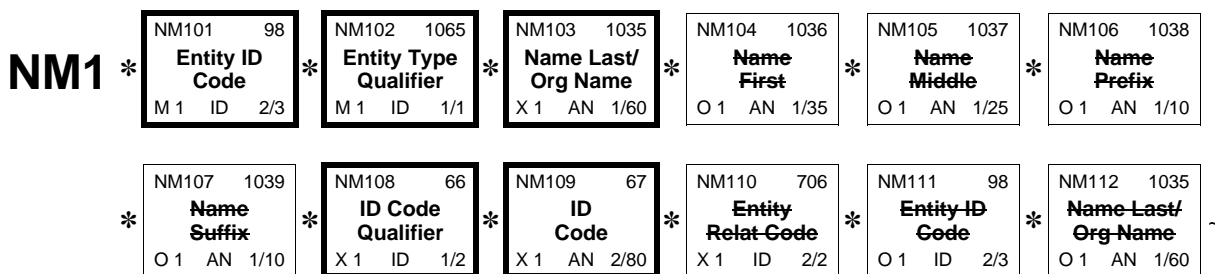 NM101 98 NM102 1065 NM103 1035 NM104 1036 NM105 1037 NM106 1038
NM1 * Entity ID * Entity Type * Name Last/ * Name * Name * Name
Code Qualifier Org Name First Middle Prefix
M 1 ID 2/3 M 1 ID 1/1 X 1 AN 1/60 O 1 AN 1/35 O 1 AN 1/25 O 1 AN 1/10
NM107 1039 NM108 66 NM109 67 NM110 706 NM111 98 NM112 1035
* Name * ID Code * ID * Entity * Entity ID * Name Last/ ~
Suffix Qualifier Code Relat Code Code Org Name
O 1 AN 1/10 X 1 ID 1/2 X 1 AN 2/80 X 1 ID 2/2 O 1 ID 2/3 O 1 AN 1/60